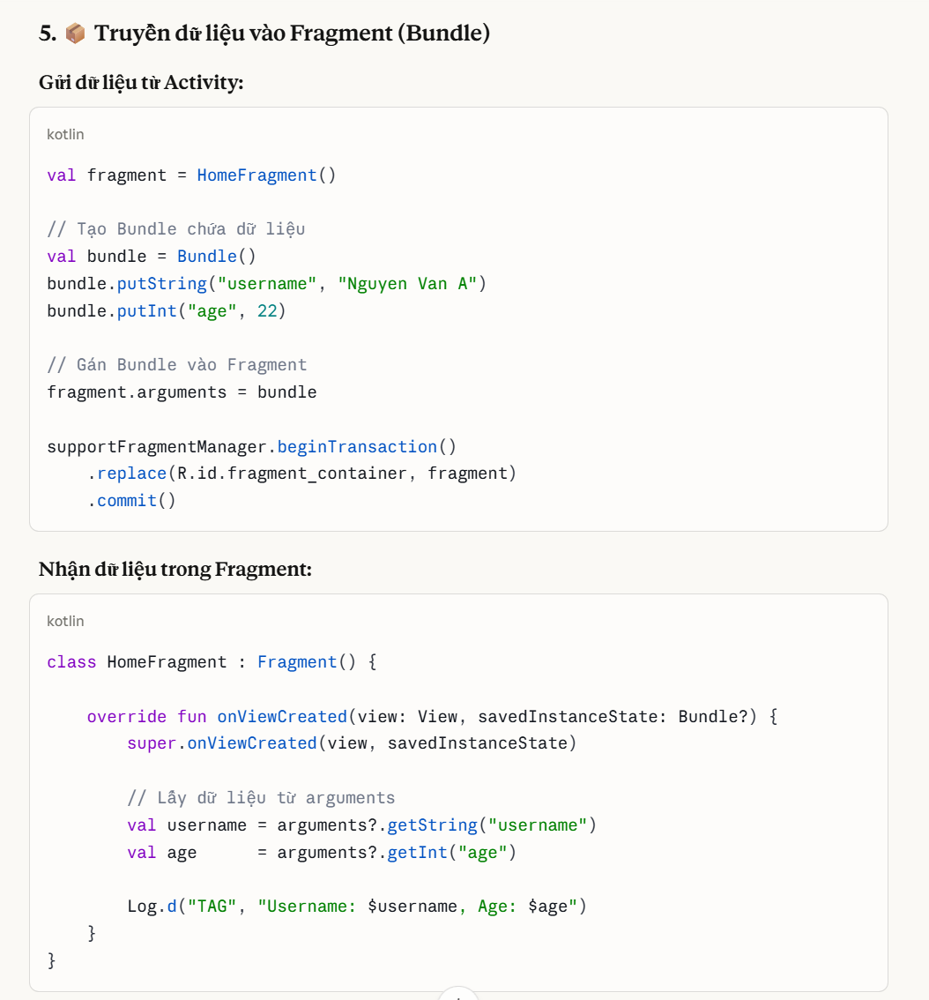 5. 📦 Truyền dữ liệu vào Fragment (Bundle)
Gửi dữ liệu từ Activity:
kotlin
val fragment = HomeFragment()
// Tạo Bundle chứa dữ liệu
val bundle = Bundle()
bundle.putString("username", "Nguyen Van A")
bundle.putInt("age", 22)
// Gán Bundle vào Fragment
fragment.arguments = bundle
supportFragmentManager.beginTransaction()
    .replace(R.id.fragment_container, fragment)
    .commit()
Nhận dữ liệu trong Fragment:
kotlin
class HomeFragment : Fragment() {
    override fun onViewCreated(view: View, savedInstanceState: Bundle?) {
        super.onViewCreated(view, savedInstanceState)
        // Lấy dữ liệu từ arguments
        val username = arguments?.getString("username")
        val age      = arguments?.getInt("age")
        Log.d("TAG", "Username: $username, Age: $age")
    }
}